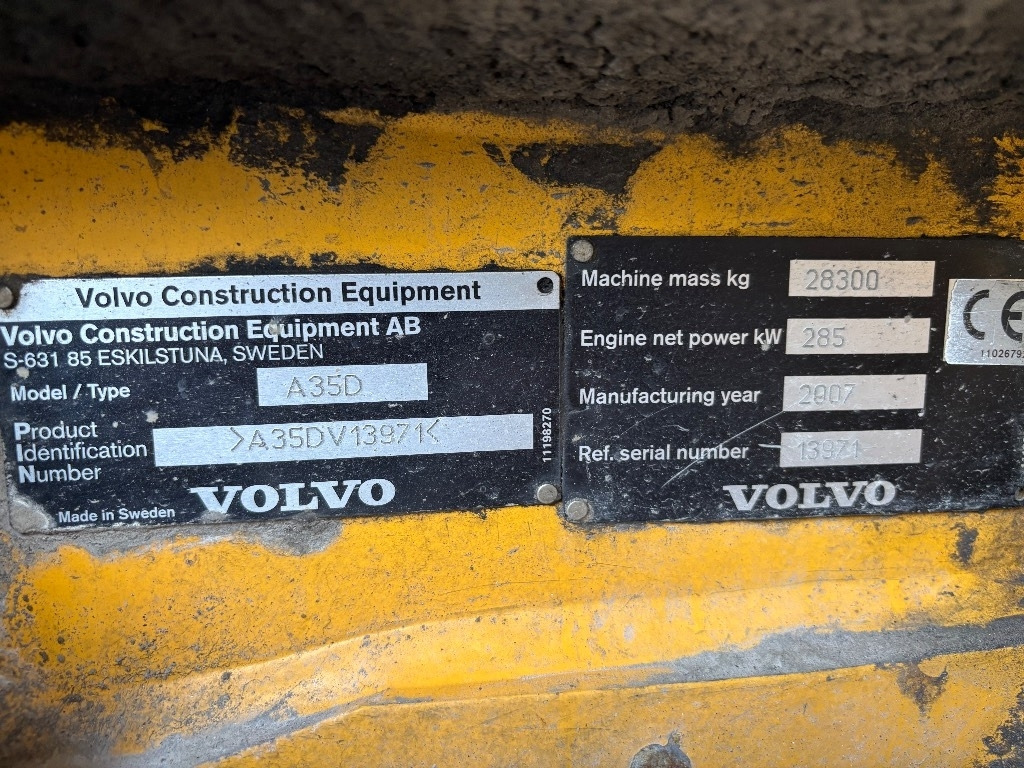 Volvo Construction Equipment
Volvo Construction Equipment AB
S-631 85 ESKILSTUNA, SWEDEN
Model / Type A35D
Product
Identification
Number
>A35DV13971<
11198270
VOLVO
Made in Sweden
Machine mass kg 28300
Engine net power kW 285
Manufacturing year 2007
Ref. serial number 13971
VOLVO
CE